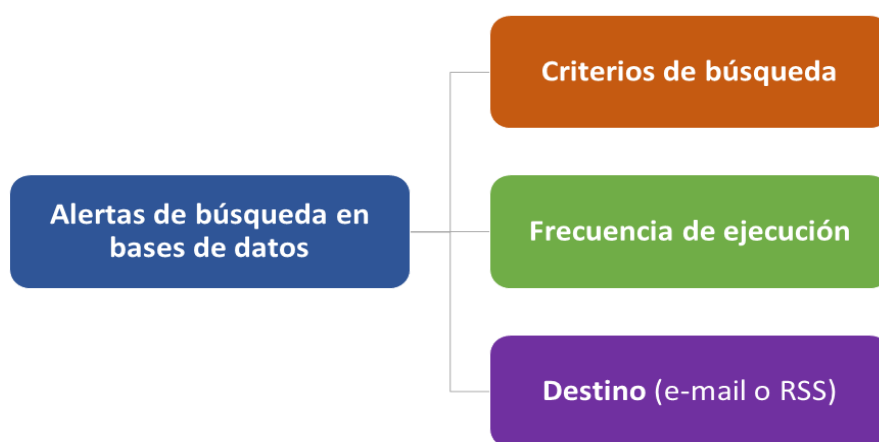 Criterios de búsqueda
Alertas de búsqueda en
bases de datos
Frecuencia de ejecución
Destino (e-mail o RSS)